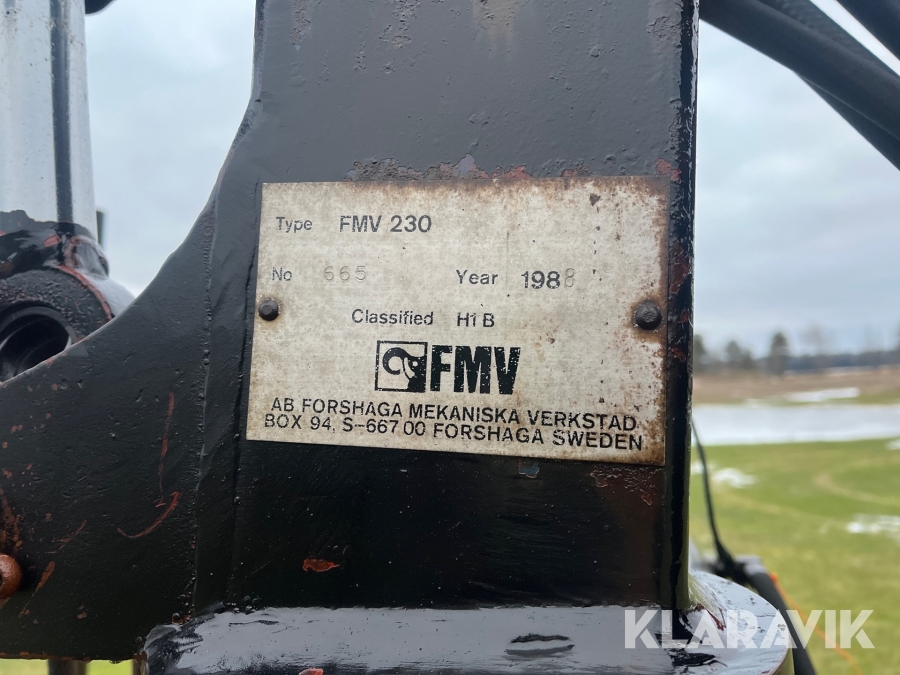 Type FMV 230
No 665 Year 1988
Classified H1B
FMV
AB FORSHAGA MEKANISKA VERKSTAD
BOX 94, S-667 00 FORSHAGA SWEDEN
KLARAVIK